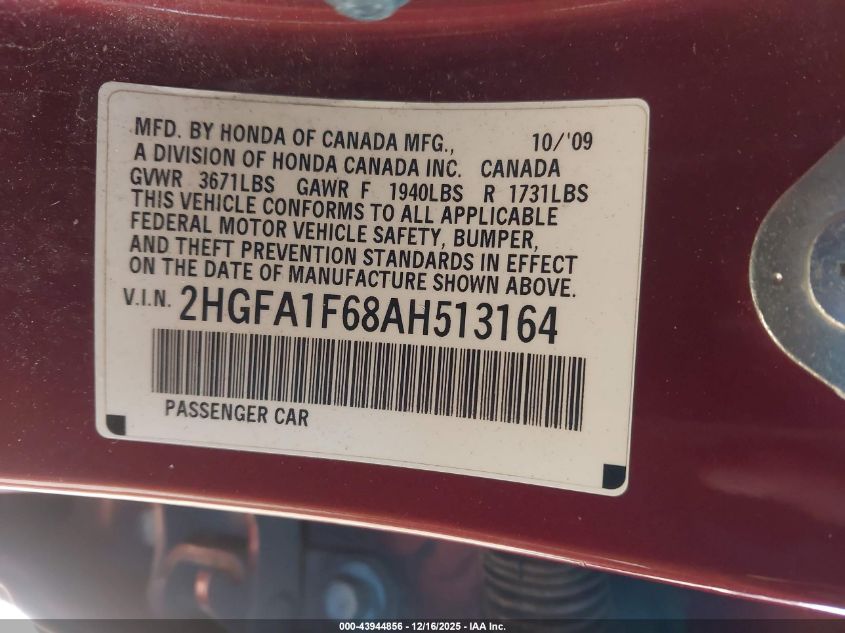 MFD. BY HONDA OF CANADA MFG., 10/'09
A DIVISION OF HONDA CANADA INC. CANADA
GVWR 3671LBS GAWR F 1940LBS R 1731LBS
THIS VEHICLE CONFORMS TO ALL APPLICABLE
FEDERAL MOTOR VEHICLE SAFETY, BUMPER,
AND THEFT PREVENTION STANDARDS IN EFFECT
ON THE DATE OF MANUFACTURE SHOWN ABOVE.
V.I.N. 2HGFA1F68AH513164
PASSENGER CAR
000-43944856 - 12/16/2025 - IAA Inc.